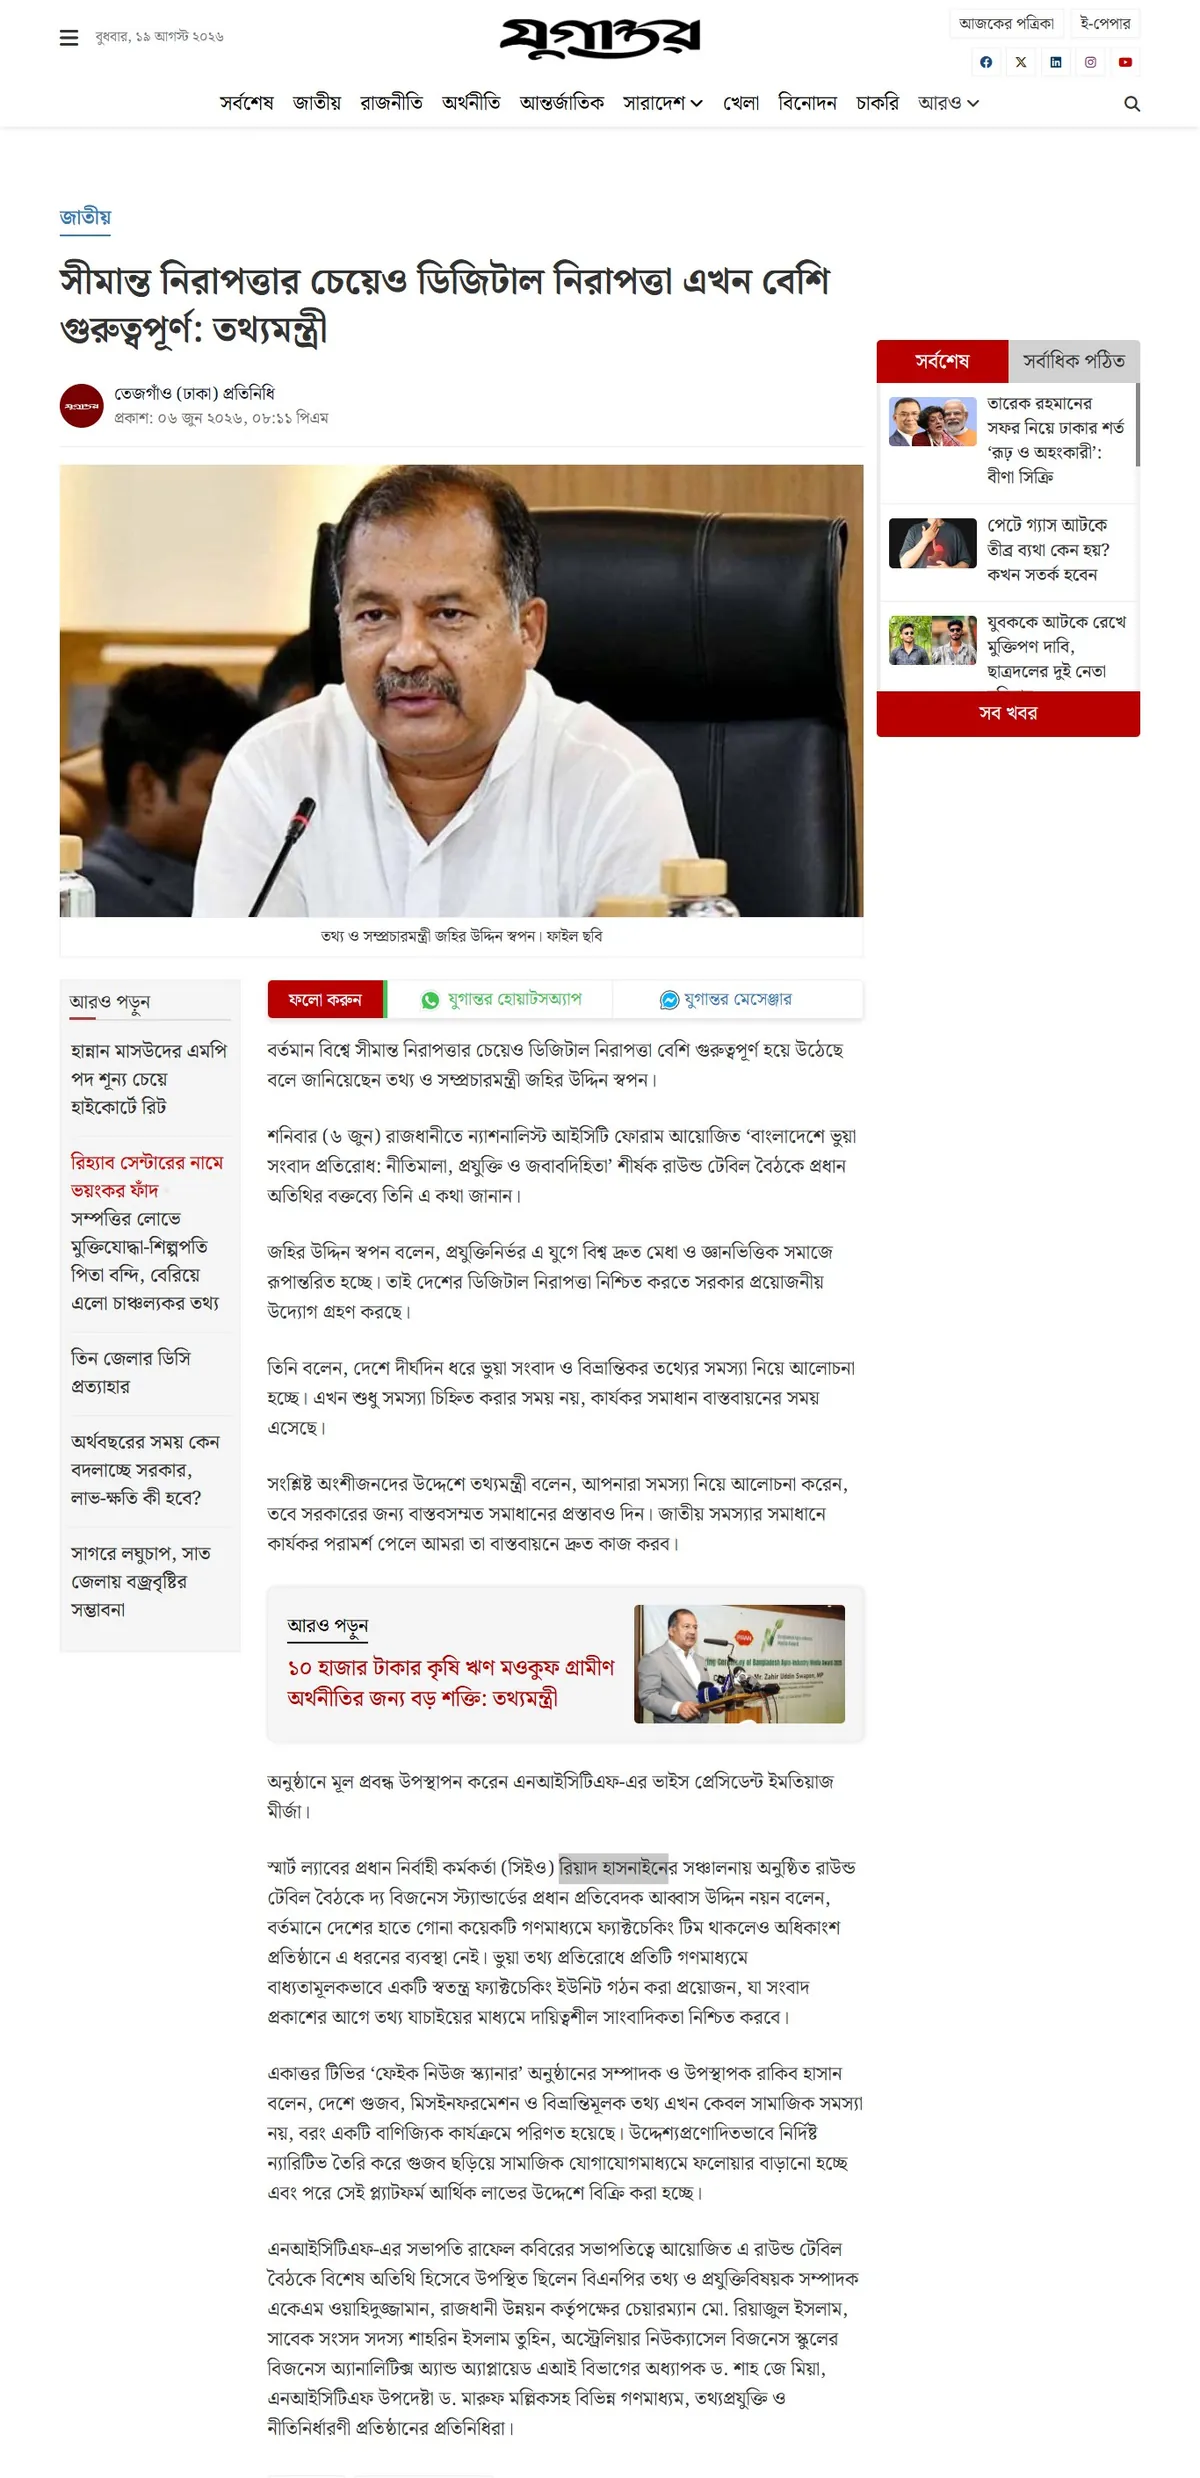 বুধবার, ১৯ আগস্ট ২০২৬
যুগান্তর
আজকের পত্রিকা
ই-পেপার
সর্বশেষ জাতীয় রাজনীতি অর্থনীতি আন্তর্জাতিক সারাদেশ খেলা বিনোদন চাকরি আরও
জাতীয়
সীমান্ত নিরাপত্তার চেয়েও ডিজিটাল নিরাপত্তা এখন বেশি
গুরুত্বপূর্ণ: তথ্যমন্ত্রী
যুগান্তর
তেজগাঁও (ঢাকা) প্রতিনিধি
প্রকাশ: ০৬ জুন ২০২৬, ০৮:১১ পিএম
তথ্য ও সম্প্রচারমন্ত্রী জহির উদ্দিন স্বপন। ফাইল ছবি
সর্বশেষ
সর্বাধিক পঠিত
তারেক রহমানের
সফর নিয়ে ঢাকার শর্ত
‘রূঢ় ও অহংকারী’:
বীণা সিক্রি
পেটে গ্যাস আটকে
তীব্র ব্যথা কেন হয়?
কখন সতর্ক হবেন
যুবককে আটকে রেখে
মুক্তিপণ দাবি,
ছাত্রদলের দুই নেতা
সব খবর
আরও পড়ুন
হান্নান মাসউদের এমপি
পদ শূন্য চেয়ে
হাইকোর্টে রিট
রিহ্যাব সেন্টারের নামে
ভয়ংকর ফাঁদ
সম্পত্তির লোভে
মুক্তিযোদ্ধা-শিল্পপতি
পিতা বন্দি, বেরিয়ে
এলো চাঞ্চল্যকর তথ্য
তিন জেলার ডিসি
প্রত্যাহার
অর্থবছরের সময় কেন
বদলাচ্ছে সরকার,
লাভ-ক্ষতি কী হবে?
সাগরে লঘুচাপ, সাত
জেলায় বজ্রবৃষ্টির
সম্ভাবনা
ফলো করুন
যুগান্তর হোয়াটসঅ্যাপ
যুগান্তর মেসেঞ্জার
বর্তমান বিশ্বে সীমান্ত নিরাপত্তার চেয়েও ডিজিটাল নিরাপত্তা বেশি গুরুত্বপূর্ণ হয়ে উঠেছে
বলে জানিয়েছেন তথ্য ও সম্প্রচারমন্ত্রী জহির উদ্দিন স্বপন।
শনিবার (৬ জুন) রাজধানীতে ন্যাশনালিস্ট আইসিটি ফোরাম আয়োজিত ‘বাংলাদেশে ভুয়া
সংবাদ প্রতিরোধ: নীতিমালা, প্রযুক্তি ও জবাবদিহিতা’ শীর্ষক রাউন্ড টেবিল বৈঠকে প্রধান
অতিথির বক্তব্যে তিনি এ কথা জানান।
জহির উদ্দিন স্বপন বলেন, প্রযুক্তিনির্ভর এ যুগে বিশ্ব দ্রুত মেধা ও জ্ঞানভিত্তিক সমাজে
রূপান্তরিত হচ্ছে। তাই দেশের ডিজিটাল নিরাপত্তা নিশ্চিত করতে সরকার প্রয়োজনীয়
উদ্যোগ গ্রহণ করছে।
তিনি বলেন, দেশে দীর্ঘদিন ধরে ভুয়া সংবাদ ও বিভ্রান্তিকর তথ্যের সমস্যা নিয়ে আলোচনা
হচ্ছে। এখন শুধু সমস্যা চিহ্নিত করার সময় নয়, কার্যকর সমাধান বাস্তবায়নের সময়
এসেছে।
সংশ্লিষ্ট অংশীজনদের উদ্দেশে তথ্যমন্ত্রী বলেন, আপনারা সমস্যা নিয়ে আলোচনা করেন,
তবে সরকারের জন্য বাস্তবসম্মত সমাধানের প্রস্তাবও দিন। জাতীয় সমস্যার সমাধানে
কার্যকর পরামর্শ পেলে আমরা তা বাস্তবায়নে দ্রুত কাজ করব।
আরও পড়ুন
১০ হাজার টাকার কৃষি ঋণ মওকুফ গ্রামীণ
অর্থনীতির জন্য বড় শক্তি: তথ্যমন্ত্রী
অনুষ্ঠানে মূল প্রবন্ধ উপস্থাপন করেন এনআইসিটিএফ-এর ভাইস প্রেসিডেন্ট ইমতিয়াজ
মীর্জা।
স্মার্ট ল্যাবের প্রধান নির্বাহী কর্মকর্তা (সিইও) রিয়াদ হাসনাইনের সঞ্চালনায় অনুষ্ঠিত রাউন্ড
টেবিল বৈঠকে দ্য বিজনেস স্ট্যান্ডার্ডের প্রধান প্রতিবেদক আব্বাস উদ্দিন নয়ন বলেন,
বর্তমানে দেশের হাতে গোনা কয়েকটি গণমাধ্যমে ফ্যাক্টচেকিং টিম থাকলেও অধিকাংশ
প্রতিষ্ঠানে এ ধরনের ব্যবস্থা নেই। ভুয়া তথ্য প্রতিরোধে প্রতিটি গণমাধ্যমে
বাধ্যতামূলকভাবে একটি স্বতন্ত্র ফ্যাক্টচেকিং ইউনিট গঠন করা প্রয়োজন, যা সংবাদ
প্রকাশের আগে তথ্য যাচাইয়ের মাধ্যমে দায়িত্বশীল সাংবাদিকতা নিশ্চিত করবে।
একাত্তর টিভির ‘ফেইক নিউজ স্ক্যানার’ অনুষ্ঠানের সম্পাদক ও উপস্থাপক রাকিব হাসান
বলেন, দেশে গুজব, মিসইনফরমেশন ও বিভ্রান্তিমূলক তথ্য এখন কেবল সামাজিক সমস্যা
নয়, বরং একটি বাণিজ্যিক কার্যক্রমে পরিণত হয়েছে। উদ্দেশ্যপ্রণোদিতভাবে নির্দিষ্ট
ন্যারিটিভ তৈরি করে গুজব ছড়িয়ে সামাজিক যোগাযোগমাধ্যমে ফলোয়ার বাড়ানো হচ্ছে
এবং পরে সেই প্ল্যাটফর্ম আর্থিক লাভের উদ্দেশে বিক্রি করা হচ্ছে।
এনআইসিটিএফ-এর সভাপতি রাফেল কবিরের সভাপতিত্বে আয়োজিত এ রাউন্ড টেবিল
বৈঠকে বিশেষ অতিথি হিসেবে উপস্থিত ছিলেন বিএনপির তথ্য ও প্রযুক্তিবিষয়ক সম্পাদক
একেএম ওয়াহিদুজ্জামান, রাজধানী উন্নয়ন কর্তৃপক্ষের চেয়ারম্যান মো. রিয়াজুল ইসলাম,
সাবেক সংসদ সদস্য শাহরিন ইসলাম তুহিন, অস্ট্রেলিয়ার নিউক্যাসেল বিজনেস স্কুলের
বিজনেস অ্যানালিটিক্স অ্যান্ড অ্যাপ্লায়েড এআই বিভাগের অধ্যাপক ড. শাহ জে মিয়া,
এনআইসিটিএফ উপদেষ্টা ড. মারুফ মল্লিকসহ বিভিন্ন গণমাধ্যম, তথ্যপ্রযুক্তি ও
নীতিনির্ধারণী প্রতিষ্ঠানের প্রতিনিধিরা।